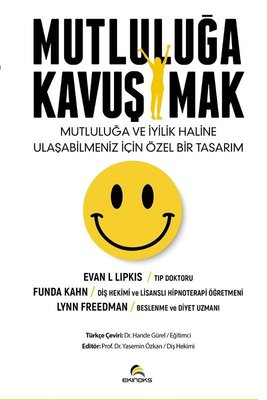 MUTLULUĞA
KAVUŞMAK
MUTLULUĞA VE İYİLİK HALİNE
ULAŞABİLMENİZ İÇİN ÖZEL BİR TASARIM
EVAN L LIPKIS / TIP DOKTORU
FUNDA KAHN / DİŞ HEKİMİ ve LİSANSLI HİPNOTERAPİ ÖĞRETMENİ
LYNN FREEDMAN / BESLENME ve DİYET UZMANI
Türkçe Çeviri: Dr. Hande Gürel / Eğitimci
Editör: Prof. Dr. Yasemin Özkan / Diş Hekimi
EKİNOKS